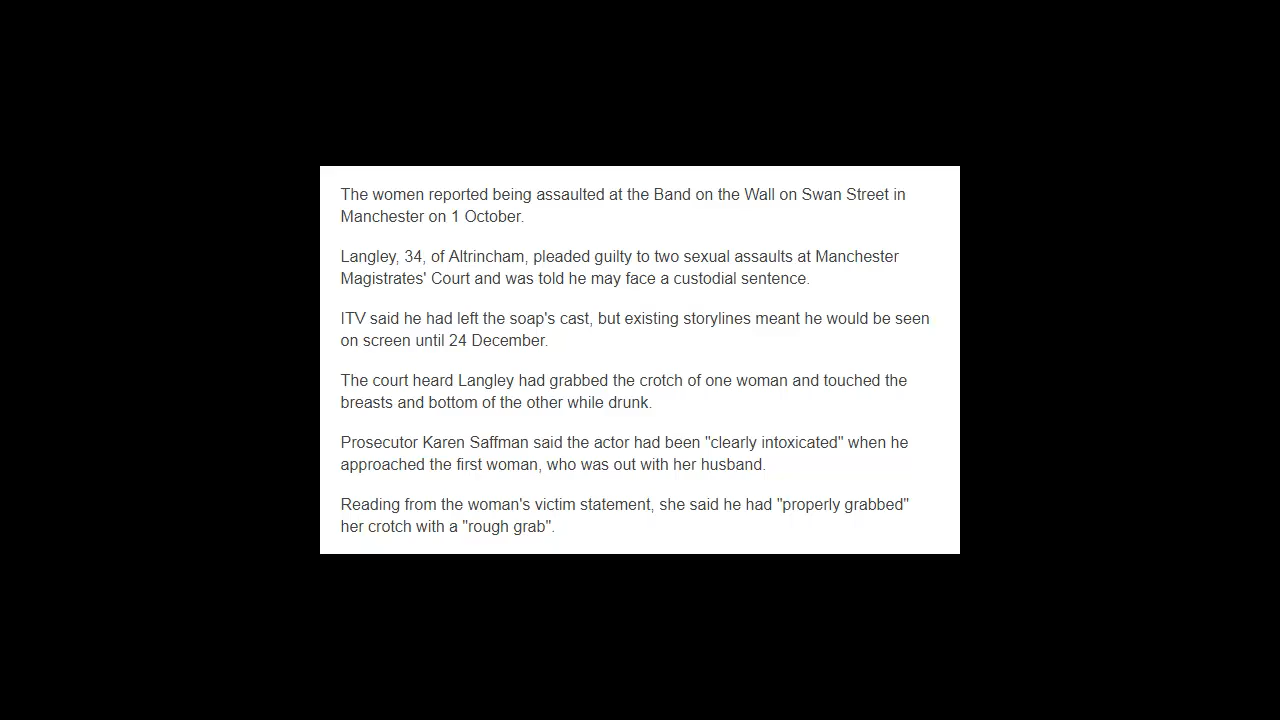 The women reported being assaulted at the Band on the Wall on Swan Street in
Manchester on 1 October.
Langley, 34, of Altrincham, pleaded guilty to two sexual assaults at Manchester
Magistrates' Court and was told he may face a custodial sentence.
ITV said he had left the soap's cast, but existing storylines meant he would be seen
on screen until 24 December.
The court heard Langley had grabbed the crotch of one woman and touched the
breasts and bottom of the other while drunk.
Prosecutor Karen Saffman said the actor had been "clearly intoxicated" when he
approached the first woman, who was out with her husband.
Reading from the woman's victim statement, she said he had "properly grabbed"
her crotch with a "rough grab".